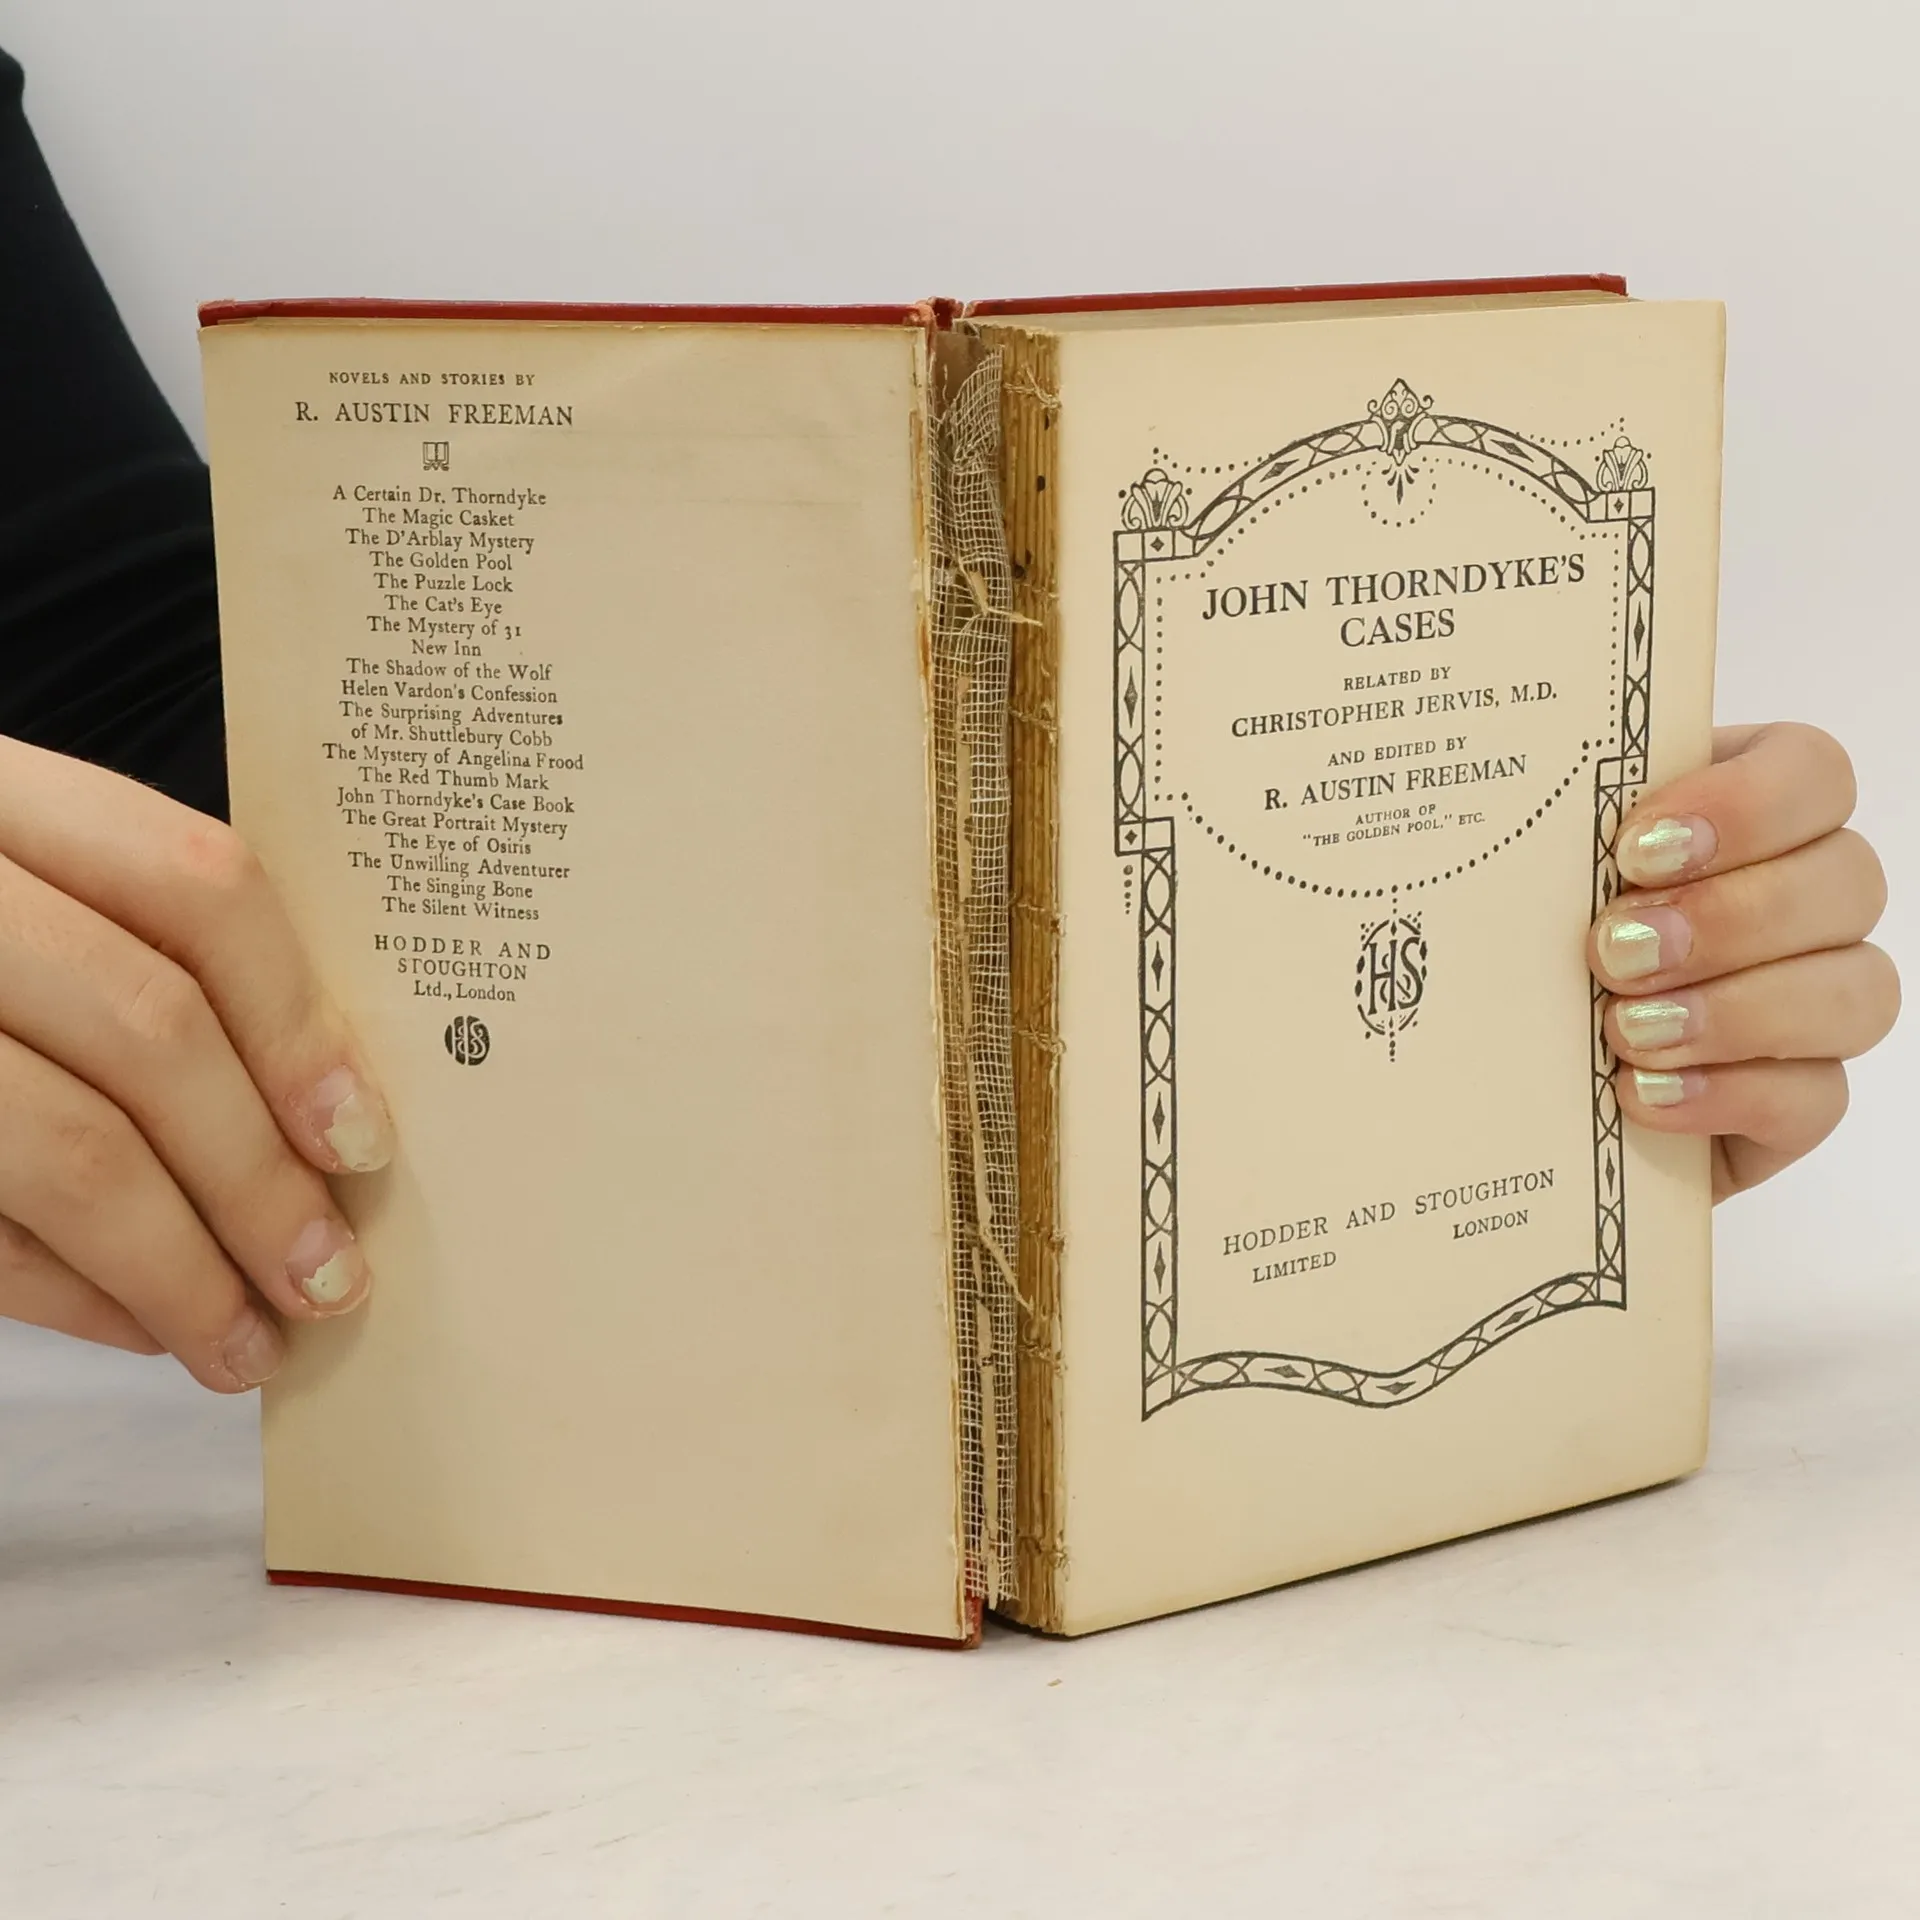 NOVELS AND STORIES BY
R. AUSTIN FREEMAN
A Certain Dr. Thorndyke
The Magic Casket
The D'Arblay Mystery
The Golden Pool
The Puzzle Lock
The Cat's Eye
The Mystery of 31
New Inn
The Shadow of the Wolf
Helen Vardon's Confession
The Surprising Adventures
of Mr. Shuttlebury Cobb
The Mystery of Angelina Frood
The Red Thumb Mark
John Thorndyke's Case Book
The Great Portrait Mystery
The Eye of Osiris
The Unwilling Adventurer
The Singing Bone
The Silent Witness
HODDER AND
STOUGHTON
Ltd., London
HS
JOHN THORNDYKE'S
CASES
RELATED BY
CHRISTOPHER JERVIS, M.D.
AND EDITED BY
R. AUSTIN FREEMAN
AUTHOR OF
"THE GOLDEN POOL," ETC.
HS
HODDER AND STOUGHTON
LIMITED LONDON